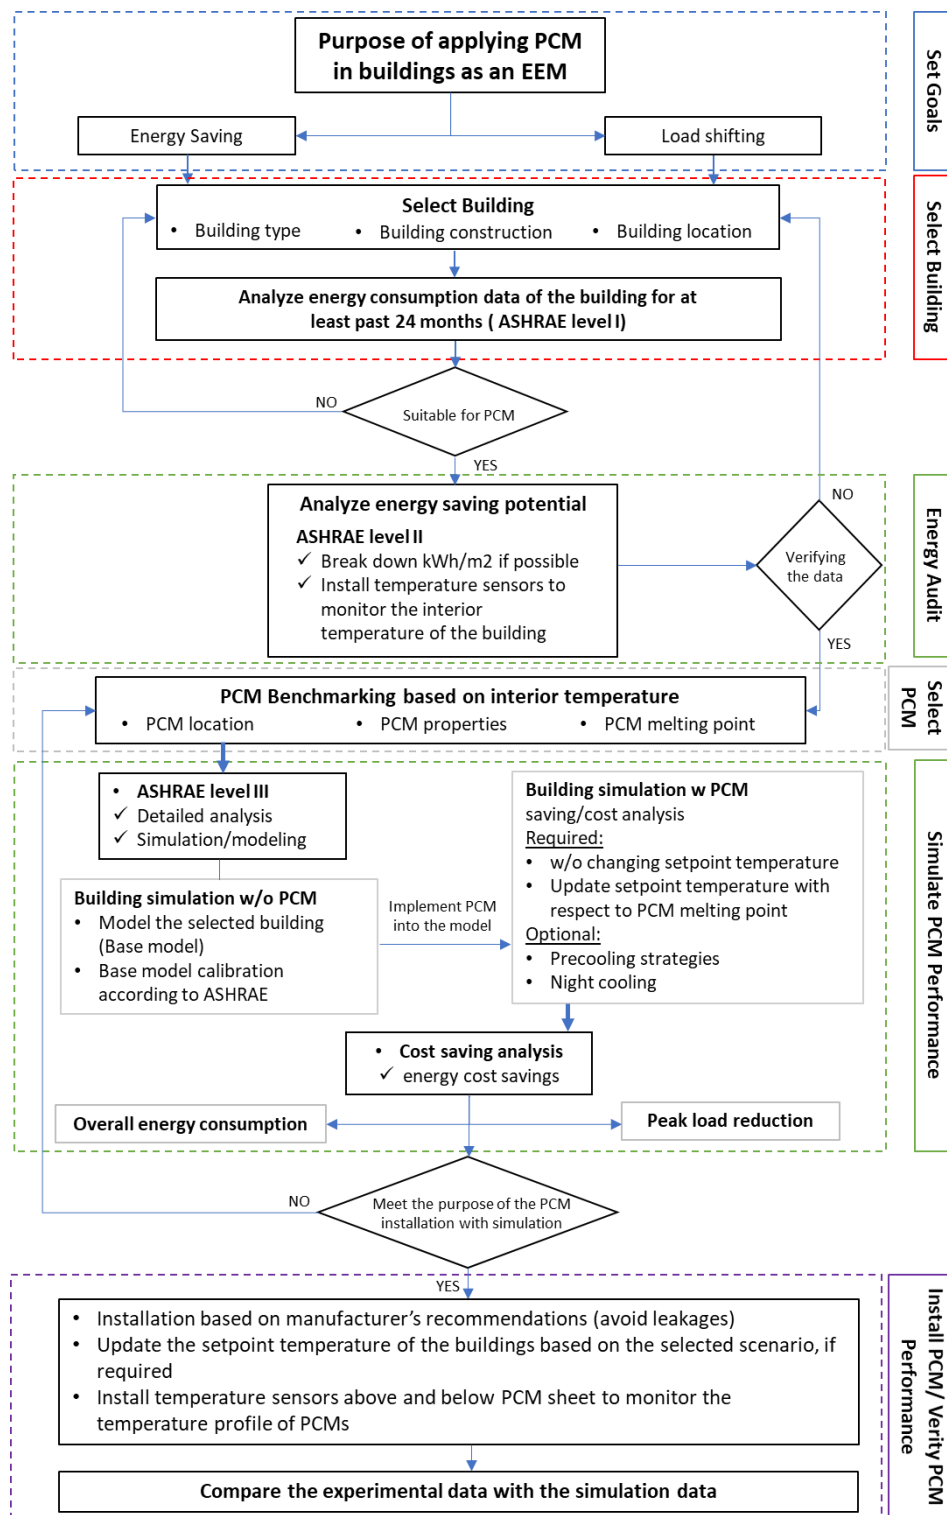 Purpose of applying PCM
in buildings as an EEM
Set Goals
Energy Saving
Load shifting
Select Building
• Building type
• Building construction
• Building location
Select Building
Analyze energy consumption data of the building for at
least past 24 months ( ASHRAE level I)
NO
Suitable for PCM
YES
Analyze energy saving potential
ASHRAE level II
✓ Break down kWh/m2 if possible
✓ Install temperature sensors to
monitor the interior
temperature of the building
NO
Verifying
the data
YES
Energy Audit
PCM Benchmarking based on interior temperature
• PCM location
• PCM properties
• PCM melting point
Select
PCM
• ASHRAE level III
✓ Detailed analysis
✓ Simulation/modeling
Building simulation w/o PCM
• Model the selected building
(Base model)
• Base model calibration
according to ASHRAE
Implement PCM
into the model
Building simulation w PCM
saving/cost analysis
Required:
• w/o changing setpoint temperature
• Update setpoint temperature with
respect to PCM melting point
Optional:
• Precooling strategies
• Night cooling
Simulate PCM Performance
• Cost saving analysis
✓ energy cost savings
Overall energy consumption
Peak load reduction
NO
Meet the purpose of the PCM
installation with simulation
YES
• Installation based on manufacturer's recommendations (avoid leakages)
• Update the setpoint temperature of the buildings based on the selected scenario, if
required
• Install temperature sensors above and below PCM sheet to monitor the
temperature profile of PCMs
Install PCM/ Verity PCM
Performance
Compare the experimental data with the simulation data